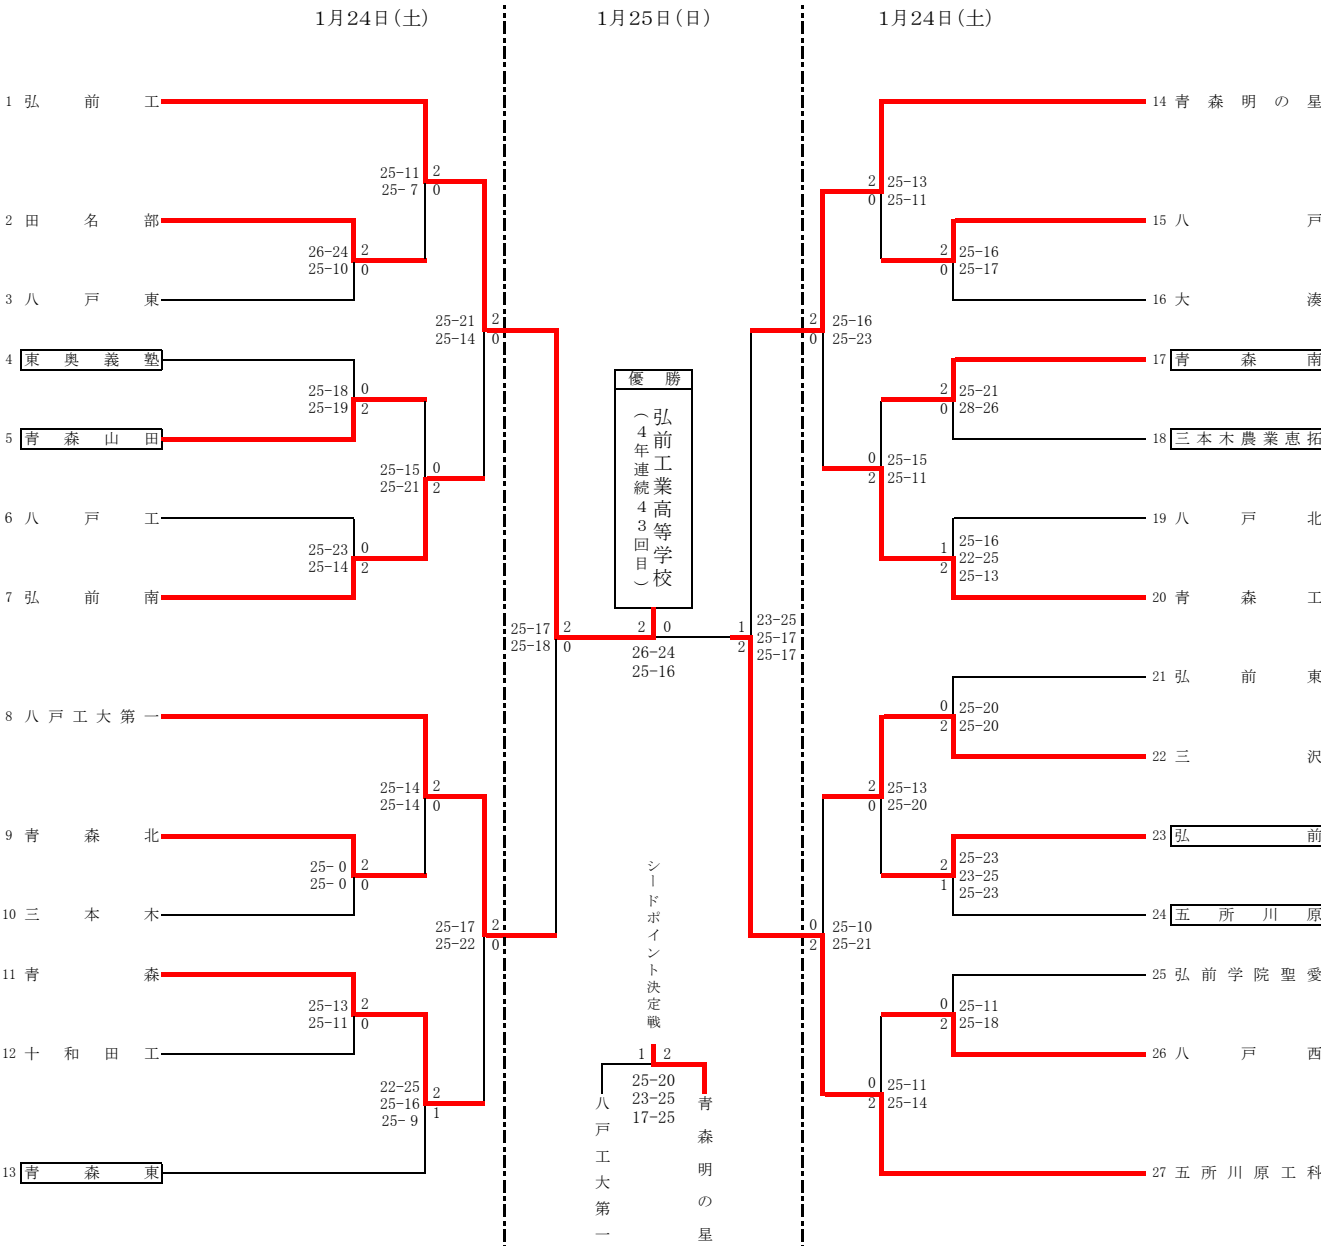 1月24日(土)
1月25日(日)
1月24日(土)
1 弘前工
25-11 2
25- 7 0
2 田名部
26-24 2
25-10 0
3 八戸東
25-21 2
25-14 0
4 東奥義塾
25-18 0
25-19 2
5 青森山田
25-15 0
25-21 2
6 八戸工
25-23 0
25-14 2
7 弘前南
25-17 2
25-18 0
8 八戸工大第一
25-14 2
25-14 0
9 青森北
25- 0 2
25- 0 0
10 三本木
25-17 2
25-22 0
11 青森
25-13 2
25-11 0
12 十和田工
22-25 2
25-16
25- 9 1
13 青森東
優勝
弘前工業高等学校
(4年連続43回目)
2 0
26-24
25-16
シードポイント決定戦
1 2
25-20
23-25
17-25
八戸工大第一
青森明の星
14 青森明の星
2 25-13
0 25-11
15 八戸
2 25-16
0 25-17
16 大湊
2 25-16
0 25-23
17 青森南
2 25-21
0 28-26
18 三本木農業恵拓
0 25-15
2 25-11
19 八戸北
1 25-16
22-25
2 25-13
20 青森工
1 23-25
25-17
2 25-17
21 弘前東
0 25-20
2 25-20
22 三沢
2 25-13
0 25-20
23 弘前
2 25-23
23-25
1 25-23
24 五所川原
0 25-10
2 25-21
25 弘前学院聖愛
0 25-11
2 25-18
26 八戸西
0 25-11
2 25-14
27 五所川原工科